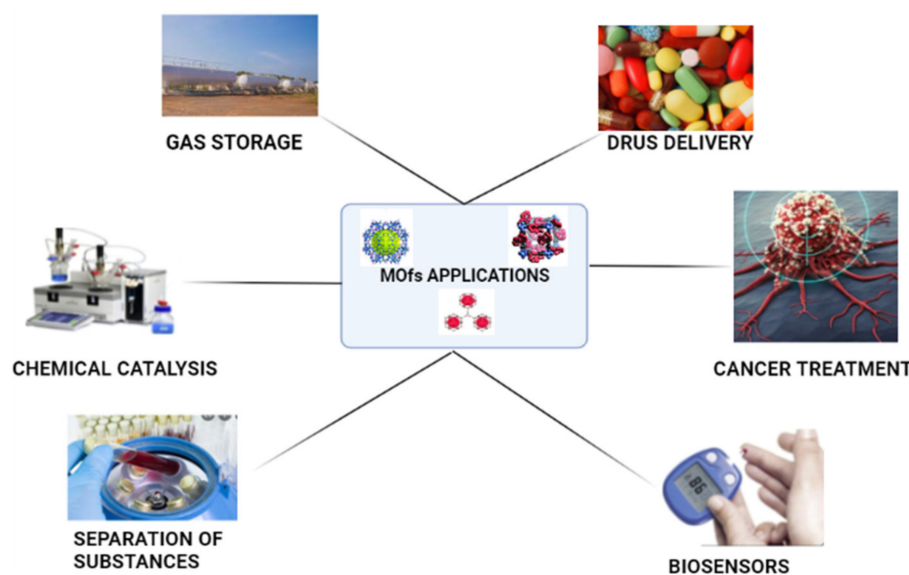 GAS STORAGE
DRUS DELIVERY
MOfs APPLICATIONS
CHEMICAL CATALYSIS
CANCER TREATMENT
SEPARATION OF
SUBSTANCES
BIOSENSORS